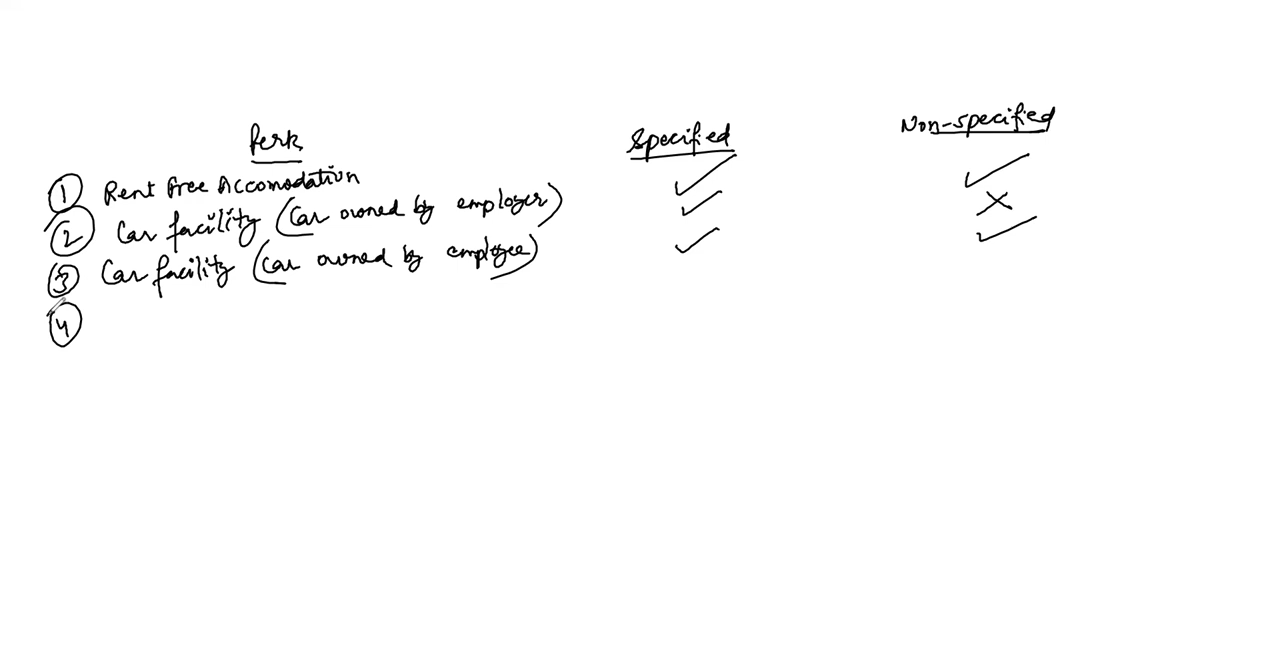 Perk Specified Non-specified
① Rent Free Accomodation ✓ ✓
② Car facility (Car owned by employer) ✓ ✗
③ Car facility (Car owned by employee) ✓ ✓
④